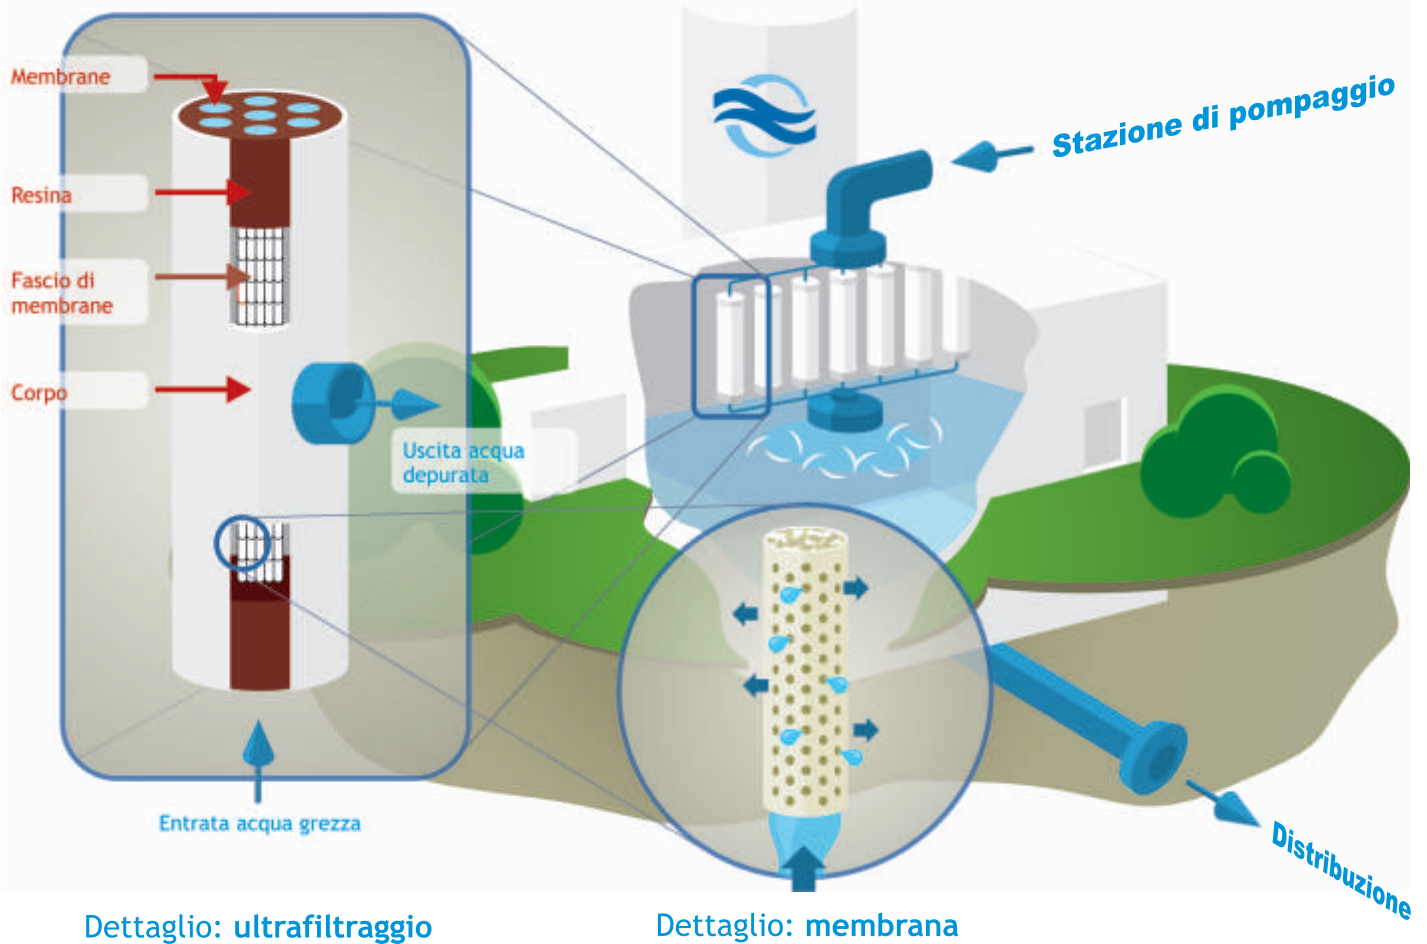 Membrane
Resina
Fascio di
membrane
Corpo
Uscita acqua
depurata
Entrata acqua grezza
Stazione di pompaggio
Distribuzione
Dettaglio: ultrafiltraggio
Dettaglio: membrana